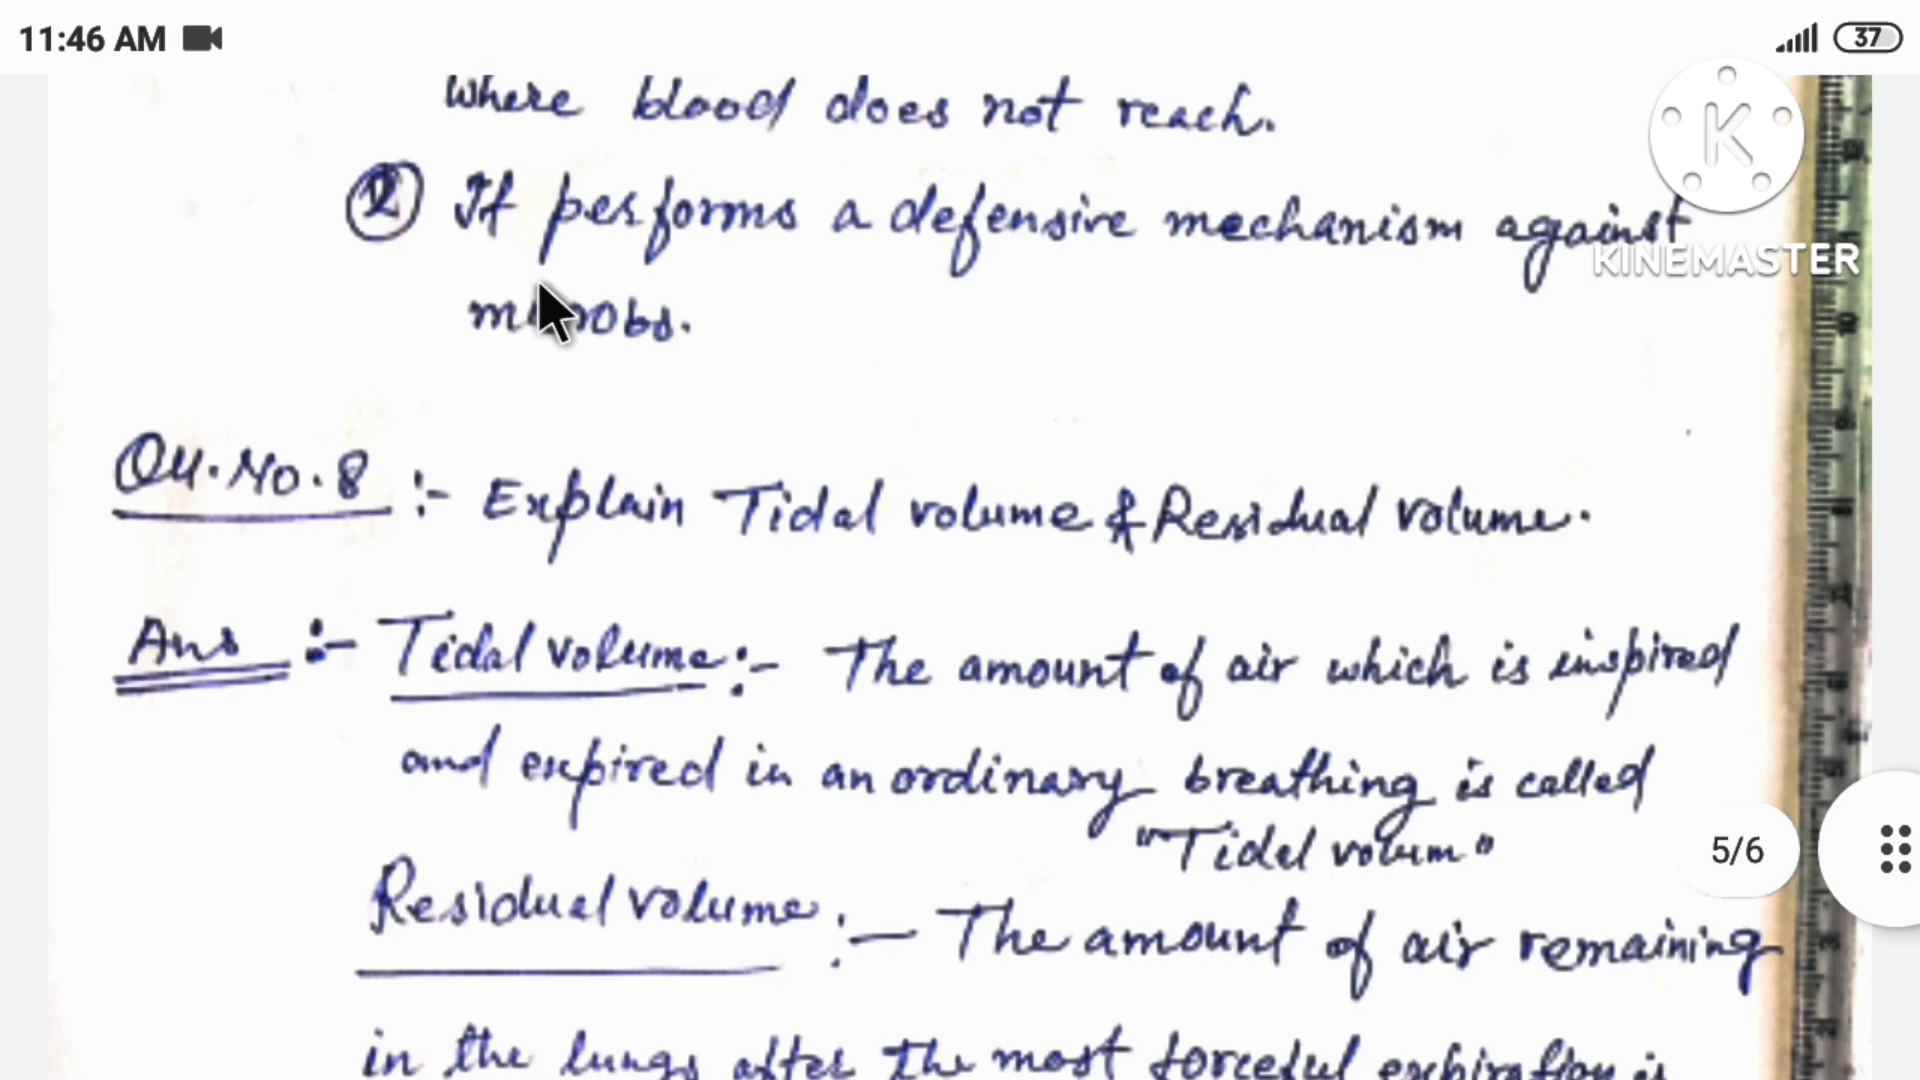 11:46 AM
37
where blood does not reach.
K
② It performs a defensive mechanism against
KINEMASTER
microbs.
Qu.No.8 :- Explain Tidal volume & Residual volume.
Ans :- Tidal volume :- The amount of air which is inspired
and expired in an ordinary breathing is called
"Tidal volum"
5/6
Residual volume :- The amount of air remaining
in the lungs after the most forceful expiration is